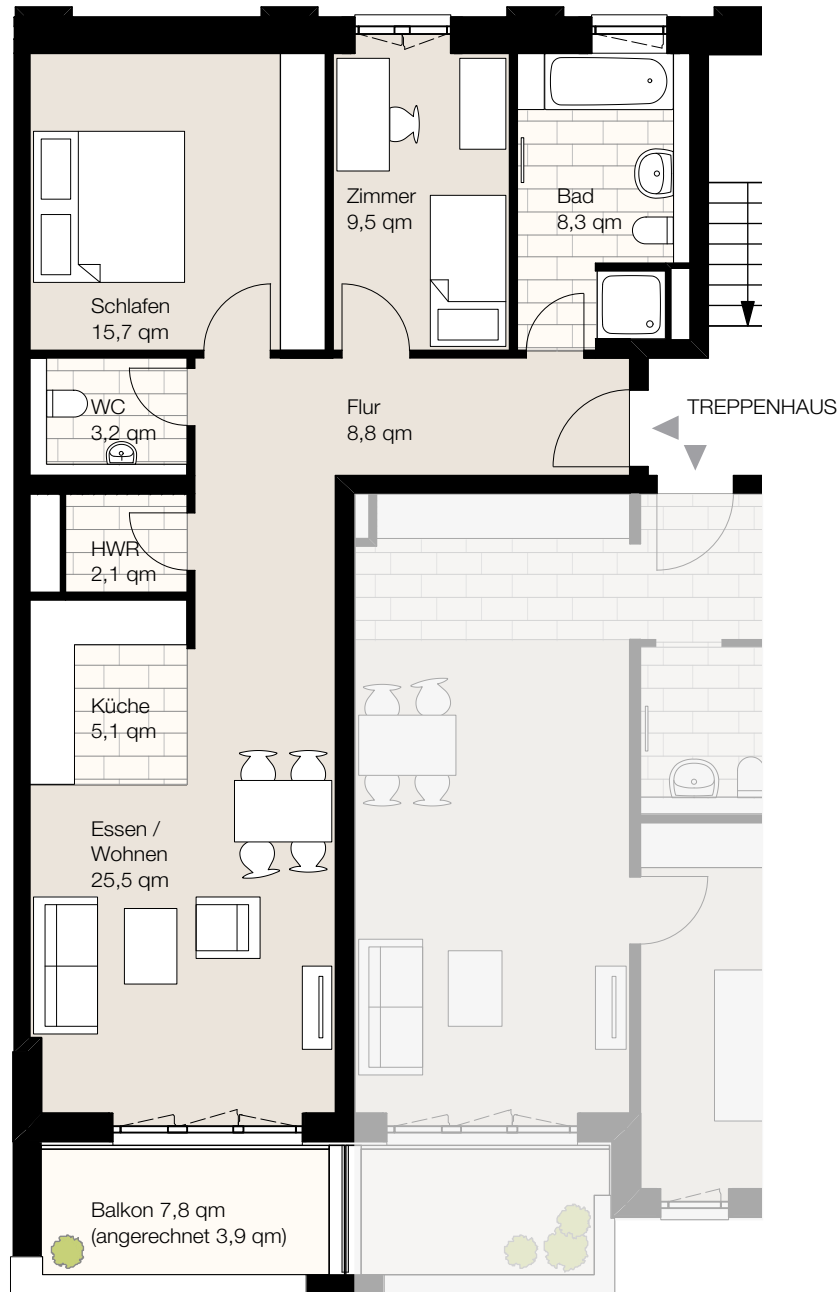 Zimmer
9,5 qm
Bad
8,3 qm
Schlafen
15,7 qm
WC
3,2 qm
Flur
8,8 qm
TREPPENHAUS
HWR
2,1 qm
Küche
5,1 qm
Essen /
Wohnen
25,5 qm
Balkon 7,8 qm
(angerechnet 3,9 qm)